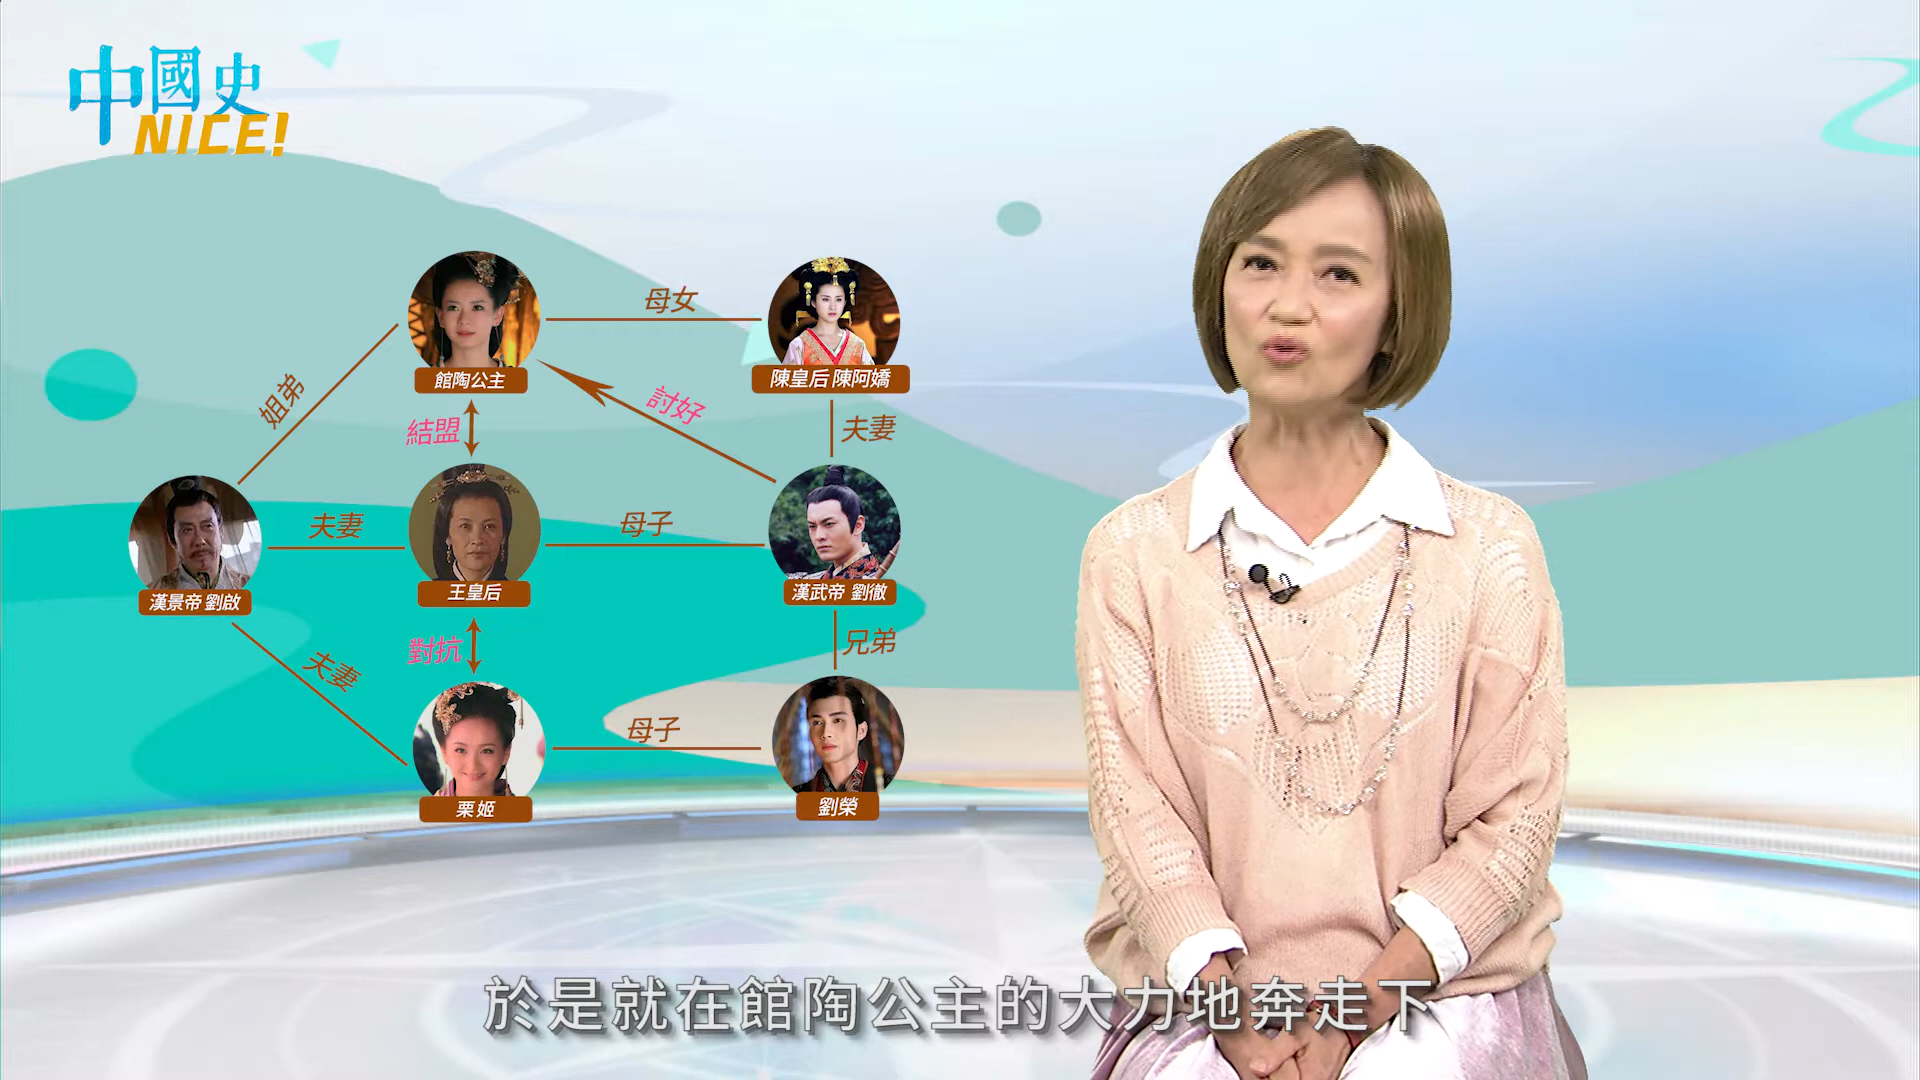 中國史
NICE!
母女
館陶公主
陳皇后 陳阿嬌
姐弟
結盟
討好
夫妻
夫妻
母子
漢景帝 劉啟
王皇后
漢武帝 劉徹
夫妻
對抗
兄弟
母子
栗姬
劉榮
於是就在館陶公主的大力地奔走下